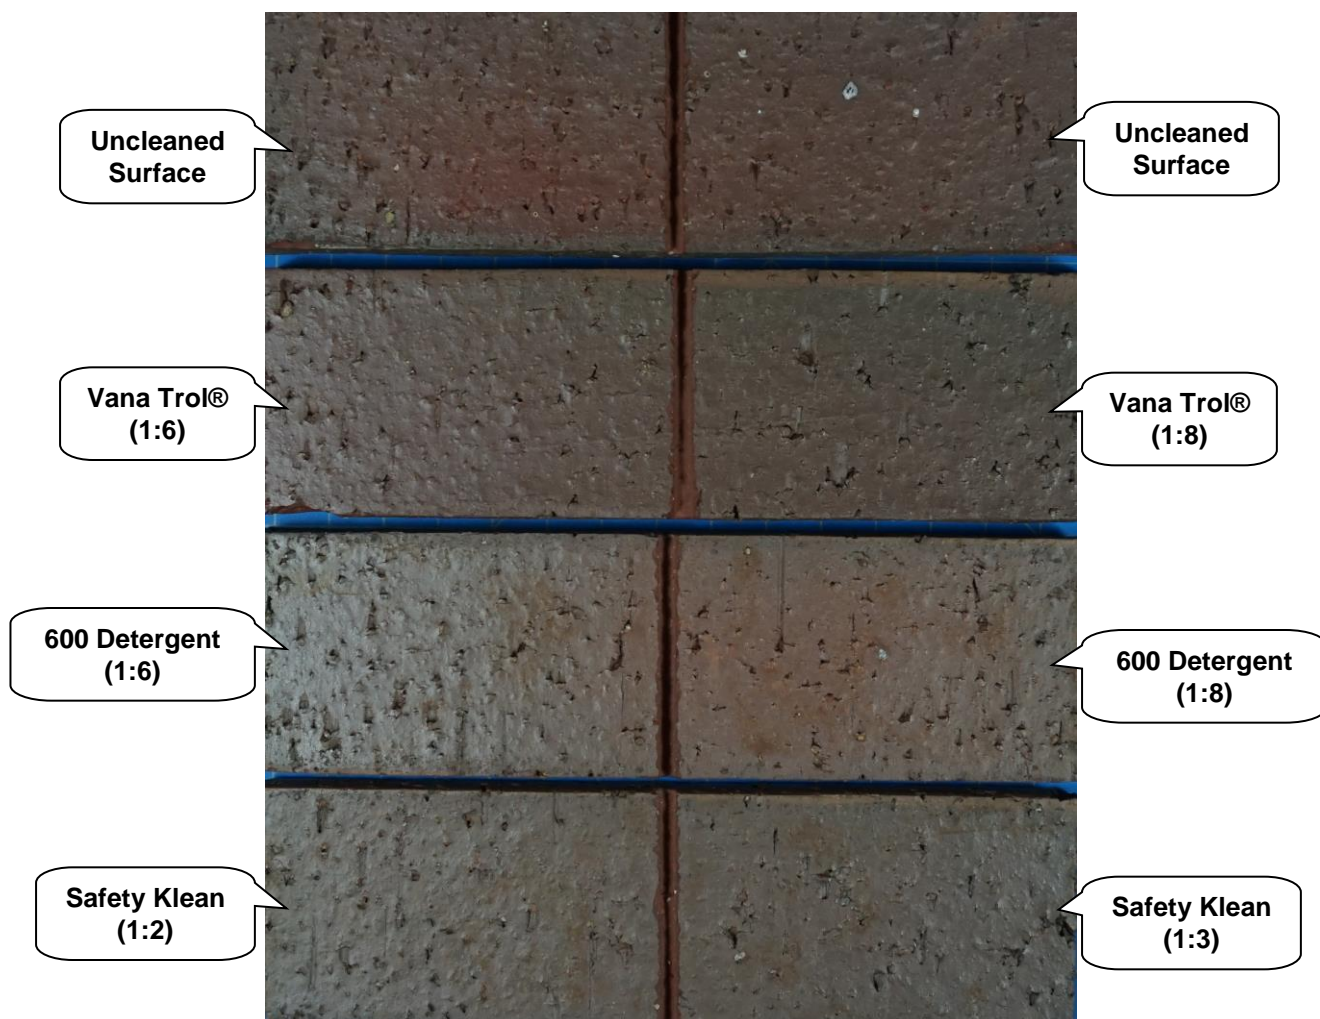 Uncleaned
Surface
Uncleaned
Surface
Vana Trol®
(1:6)
Vana Trol®
(1:8)
600 Detergent
(1:6)
600 Detergent
(1:8)
Safety Klean
(1:2)
Safety Klean
(1:3)